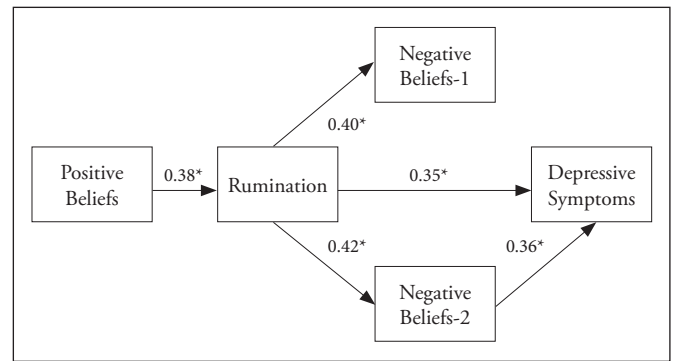 Negative
Beliefs-1
0.40*
Positive
Beliefs
0.38*
Rumination
0.35*
Depressive
Symptoms
0.42*
0.36*
Negative
Beliefs-2